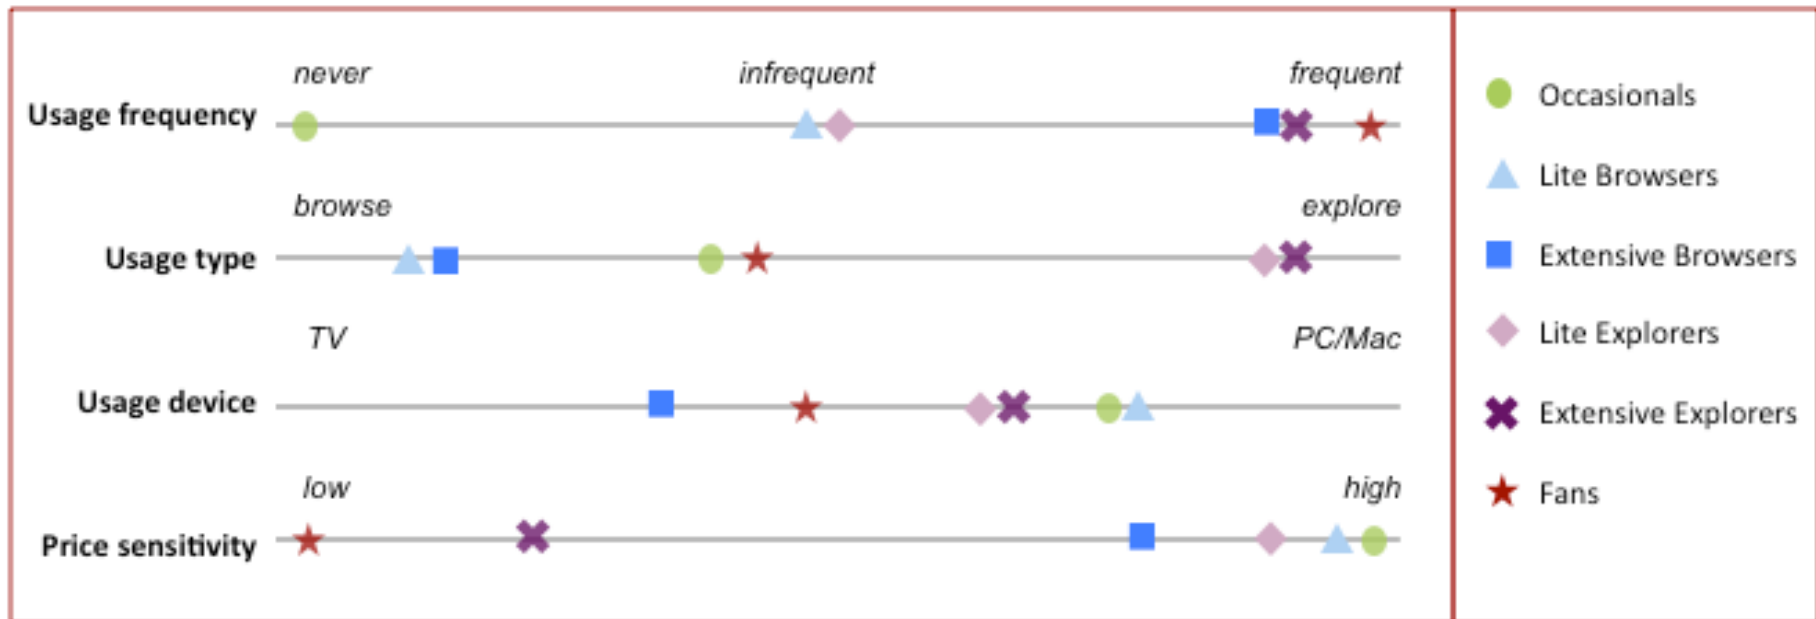 never infrequent frequent
Usage frequency
browse explore
Usage type
TV PC/Mac
Usage device
low high
Price sensitivity
Occasionals
Lite Browsers
Extensive Browsers
Lite Explorers
Extensive Explorers
Fans